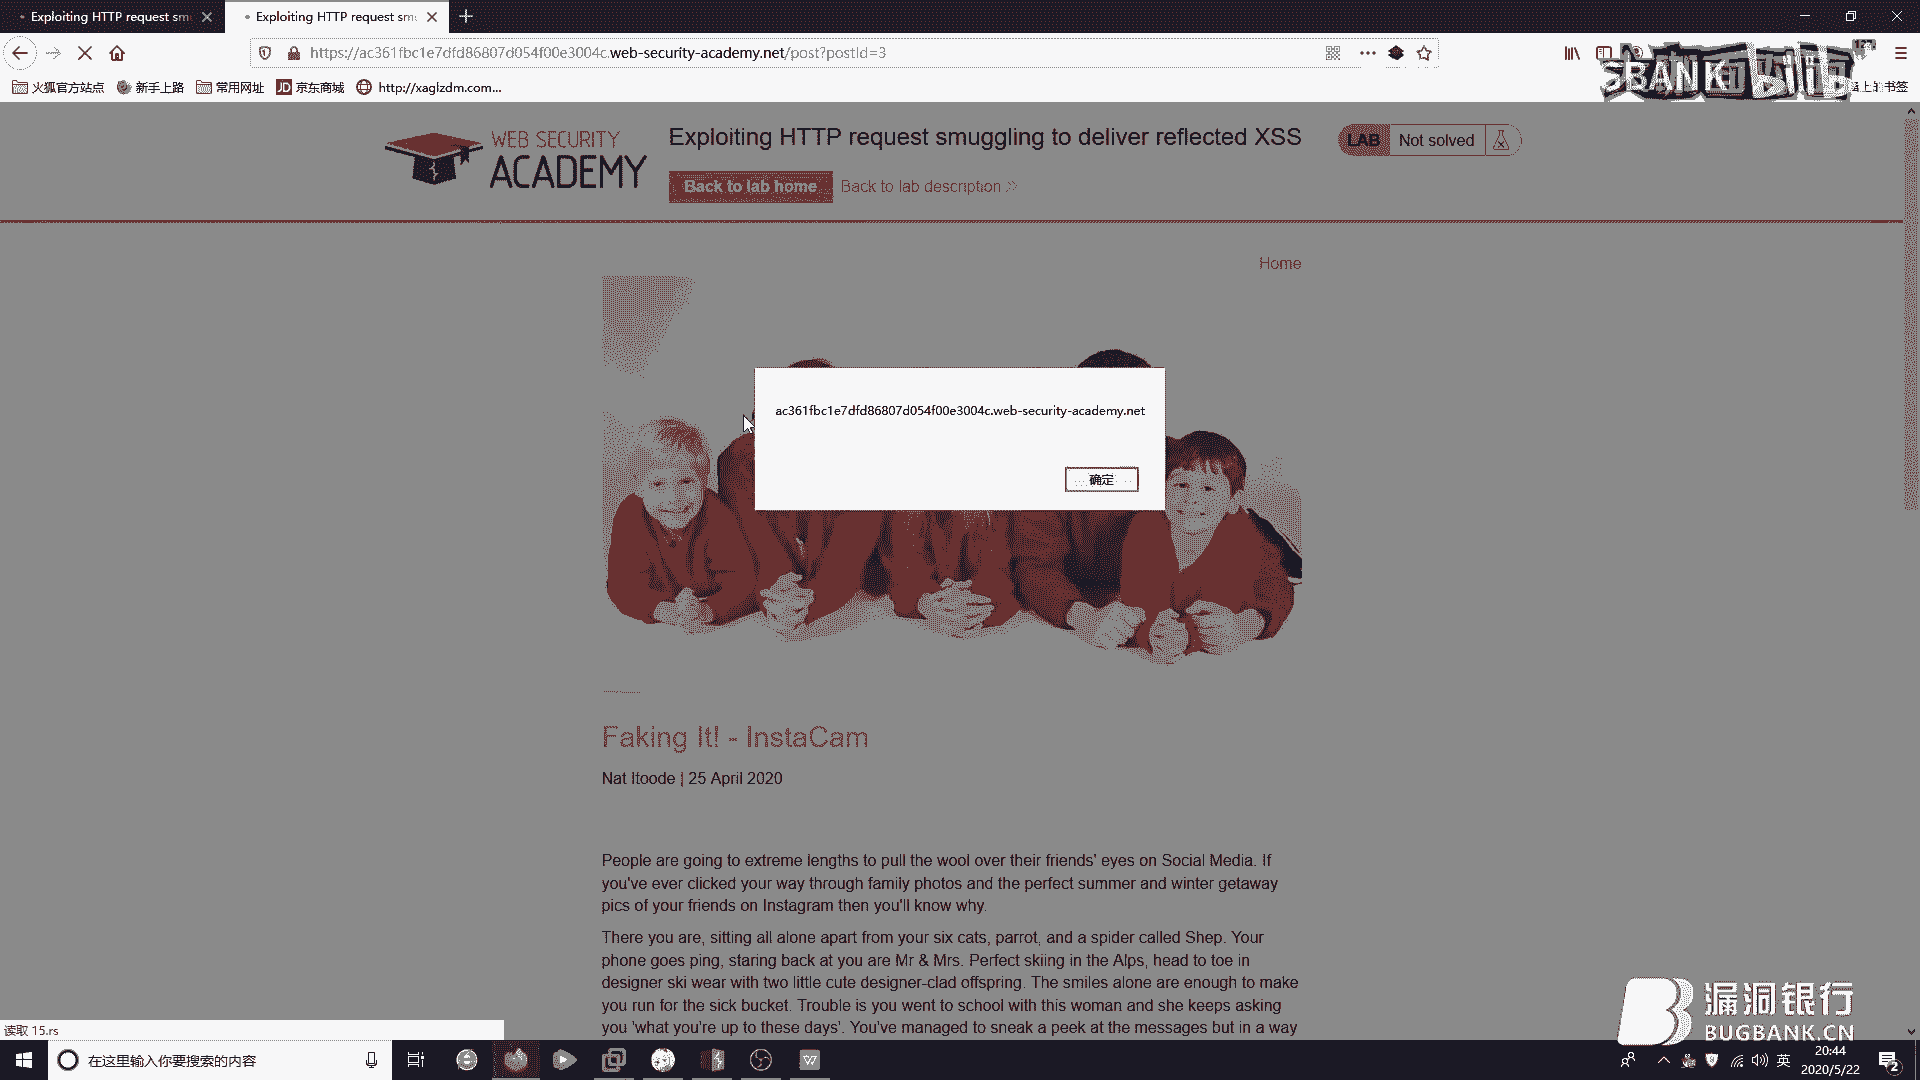 Exploiting HTTP request sm
Exploiting HTTP request smu
https://ac361fbc1e7dfd86807d054f00e3004c.web-security-academy.net/post?postId=3
火狐官方站点 新手上路 常用网址 JD 京东商城 http://xaglzdm.com...
上的书签
BANK
WEB SECURITY
ACADEMY
Exploiting HTTP request smuggling to deliver reflected XSS
LAB Not solved
Back to lab home Back to lab description
Home
ac361fbc1e7dfd86807d054f00e3004c.web-security-academy.net
确定
Faking It! - InstaCam
Nat Itoode | 25 April 2020
People are going to extreme lengths to pull the wool over their friends' eyes on Social Media. If
you've ever clicked your way through family photos and the perfect summer and winter getaway
pics of your friends on Instagram then you'll know why.
There you are, sitting all alone apart from your six cats, parrot, and a spider called Shep. Your
phone goes ping, staring back at you are Mr & Mrs. Perfect skiing in the Alps, head to toe in
designer ski wear with two little cute designer-clad offspring. The smiles alone are enough to make
you run for the sick bucket. Trouble is you went to school with this woman and she keeps asking
you 'what you're up to these days'. You've managed to sneak a peek at the messages but in a way
漏洞银行
BUGBANK.CN
读取 15.rs
在这里输入你要搜索的内容
英
20:44
2020/5/22
2